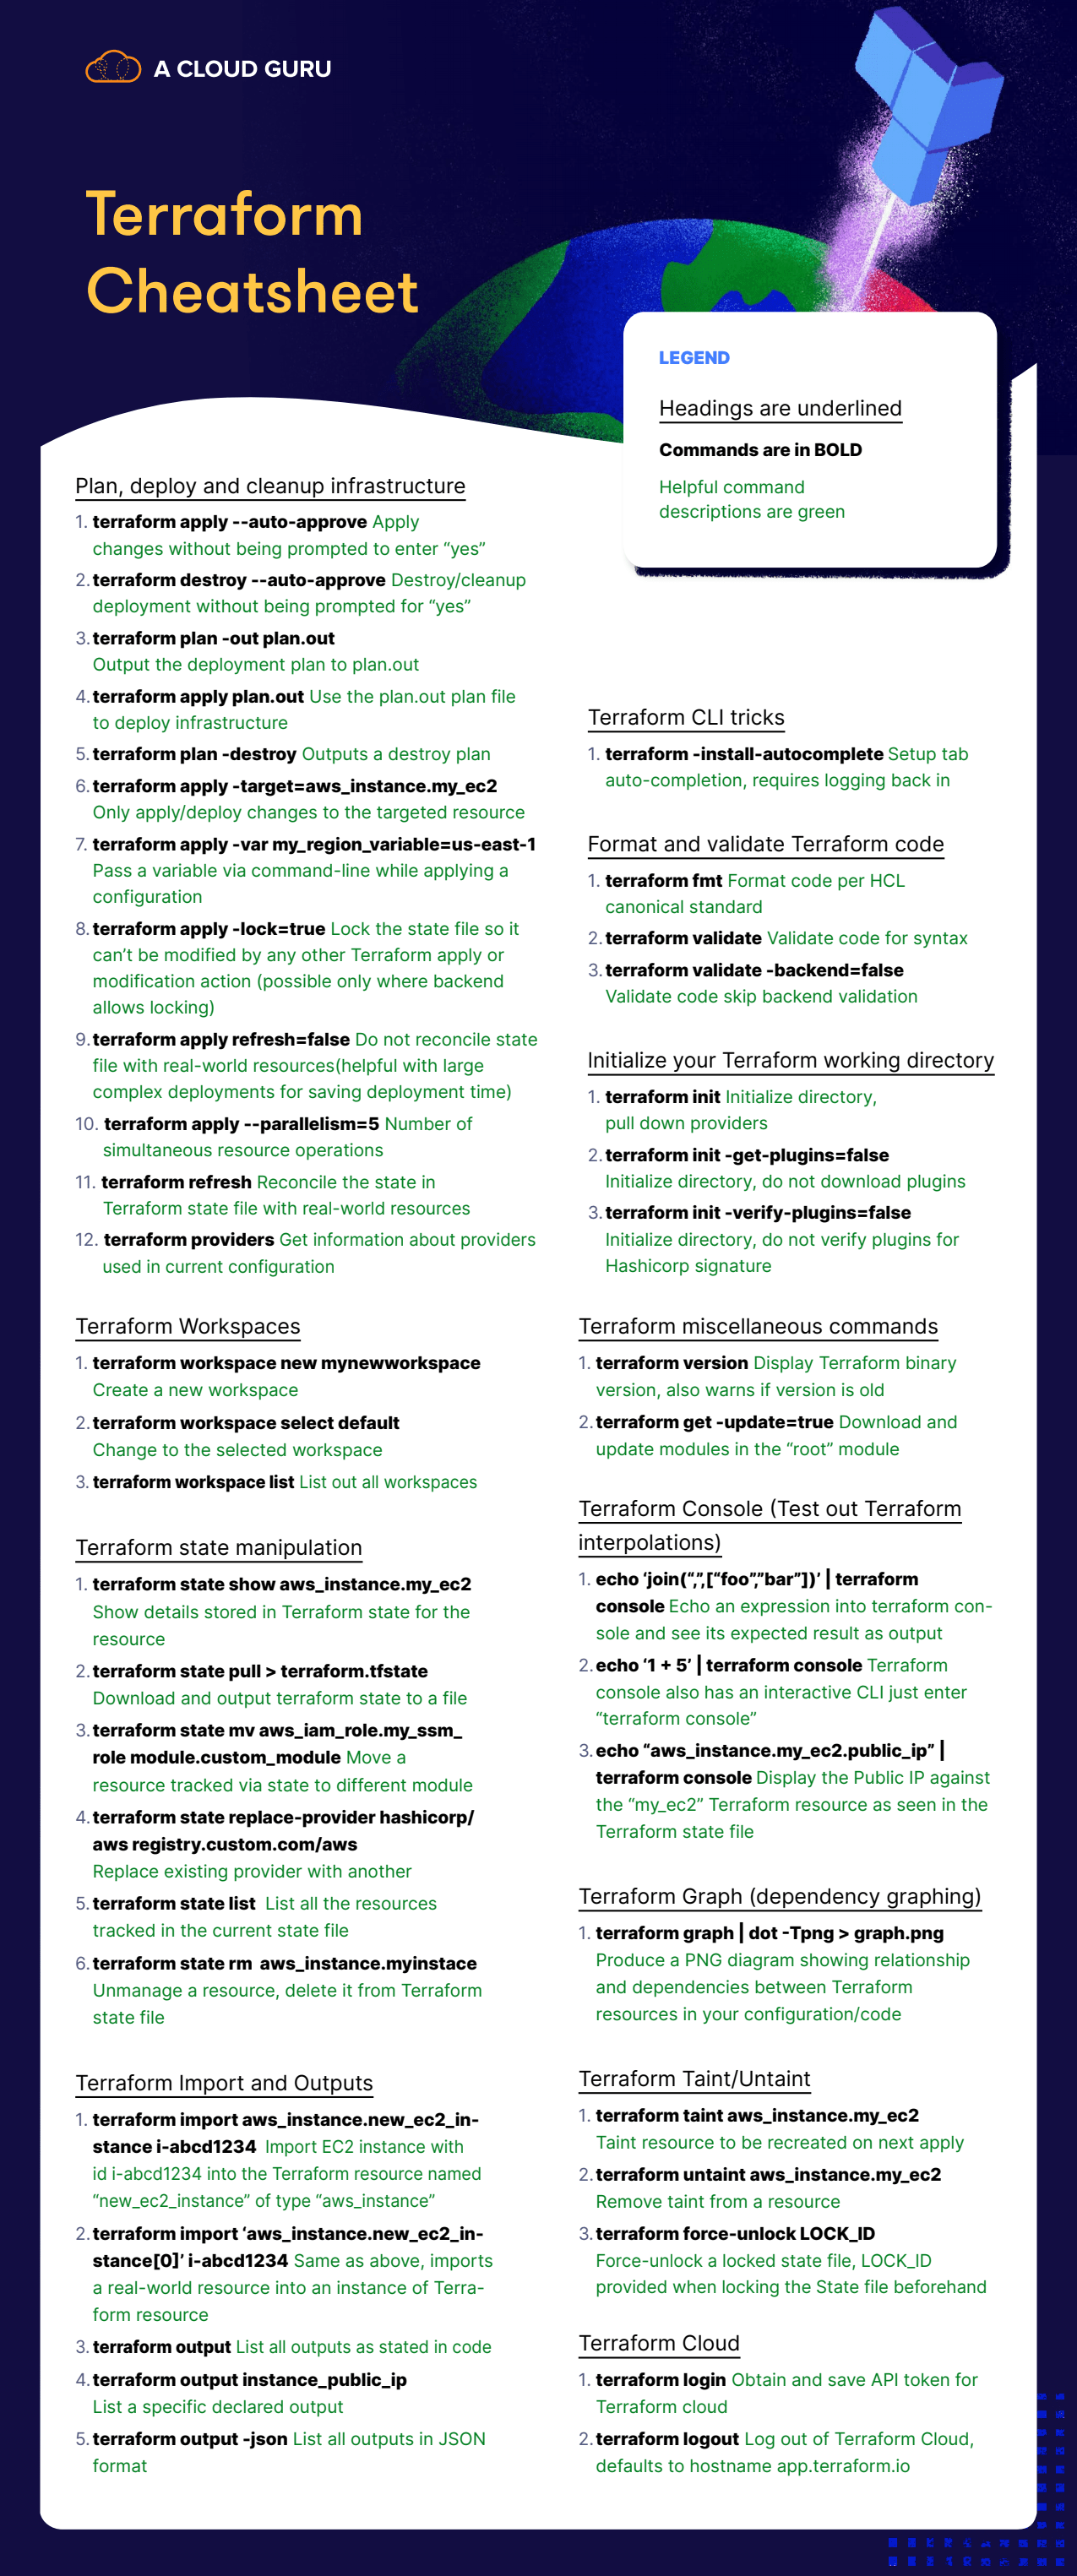 A CLOUD GURU
Terraform
Cheatsheet
LEGEND
Headings are underlined
Commands are in BOLD
Helpful command
descriptions are green
Plan, deploy and cleanup infrastructure
1. terraform apply --auto-approve Apply
changes without being prompted to enter “yes”
2. terraform destroy --auto-approve Destroy/cleanup
deployment without being prompted for “yes”
3. terraform plan -out plan.out
Output the deployment plan to plan.out
4. terraform apply plan.out Use the plan.out plan file
to deploy infrastructure
5. terraform plan -destroy Outputs a destroy plan
6. terraform apply -target=aws_instance.my_ec2
Only apply/deploy changes to the targeted resource
7. terraform apply -var my_region_variable=us-east-1
Pass a variable via command-line while applying a
configuration
8. terraform apply -lock=true Lock the state file so it
can’t be modified by any other Terraform apply or
modification action (possible only where backend
allows locking)
9. terraform apply refresh=false Do not reconcile state
file with real-world resources(helpful with large
complex deployments for saving deployment time)
10. terraform apply --parallelism=5 Number of
simultaneous resource operations
11. terraform refresh Reconcile the state in
Terraform state file with real-world resources
12. terraform providers Get information about providers
used in current configuration
Terraform CLI tricks
1. terraform -install-autocomplete Setup tab
auto-completion, requires logging back in
Format and validate Terraform code
1. terraform fmt Format code per HCL
canonical standard
2. terraform validate Validate code for syntax
3. terraform validate -backend=false
Validate code skip backend validation
Initialize your Terraform working directory
1. terraform init Initialize directory,
pull down providers
2. terraform init -get-plugins=false
Initialize directory, do not download plugins
3. terraform init -verify-plugins=false
Initialize directory, do not verify plugins for
Hashicorp signature
Terraform Workspaces
1. terraform workspace new mynewworkspace
Create a new workspace
2. terraform workspace select default
Change to the selected workspace
3. terraform workspace list List out all workspaces
Terraform state manipulation
1. terraform state show aws_instance.my_ec2
Show details stored in Terraform state for the
resource
2. terraform state pull > terraform.tfstate
Download and output terraform state to a file
3. terraform state mv aws_iam_role.my_ssm_
role module.custom_module Move a
resource tracked via state to different module
4. terraform state replace-provider hashicorp/
aws registry.custom.com/aws
Replace existing provider with another
5. terraform state list List all the resources
tracked in the current state file
6. terraform state rm aws_instance.myinstace
Unmanage a resource, delete it from Terraform
state file
Terraform Import and Outputs
1. terraform import aws_instance.new_ec2_in-
stance i-abcd1234 Import EC2 instance with
id i-abcd1234 into the Terraform resource named
“new_ec2_instance” of type “aws_instance”
2. terraform import ‘aws_instance.new_ec2_in-
stance[0]’ i-abcd1234 Same as above, imports
a real-world resource into an instance of Terra-
form resource
3. terraform output List all outputs as stated in code
4. terraform output instance_public_ip
List a specific declared output
5. terraform output -json List all outputs in JSON
format
Terraform miscellaneous commands
1. terraform version Display Terraform binary
version, also warns if version is old
2. terraform get -update=true Download and
update modules in the “root” module
Terraform Console (Test out Terraform
interpolations)
1. echo ‘join(“,”,[“foo”,”bar”])’ | terraform
console Echo an expression into terraform con-
sole and see its expected result as output
2. echo ‘1 + 5’ | terraform console Terraform
console also has an interactive CLI just enter
“terraform console”
3. echo “aws_instance.my_ec2.public_ip” |
terraform console Display the Public IP against
the “my_ec2” Terraform resource as seen in the
Terraform state file
Terraform Graph (dependency graphing)
1. terraform graph | dot -Tpng > graph.png
Produce a PNG diagram showing relationship
and dependencies between Terraform
resources in your configuration/code
Terraform Taint/Untaint
1. terraform taint aws_instance.my_ec2
Taint resource to be recreated on next apply
2. terraform untaint aws_instance.my_ec2
Remove taint from a resource
3. terraform force-unlock LOCK_ID
Force-unlock a locked state file, LOCK_ID
provided when locking the State file beforehand
Terraform Cloud
1. terraform login Obtain and save API token for
Terraform cloud
2. terraform logout Log out of Terraform Cloud,
defaults to hostname app.terraform.io